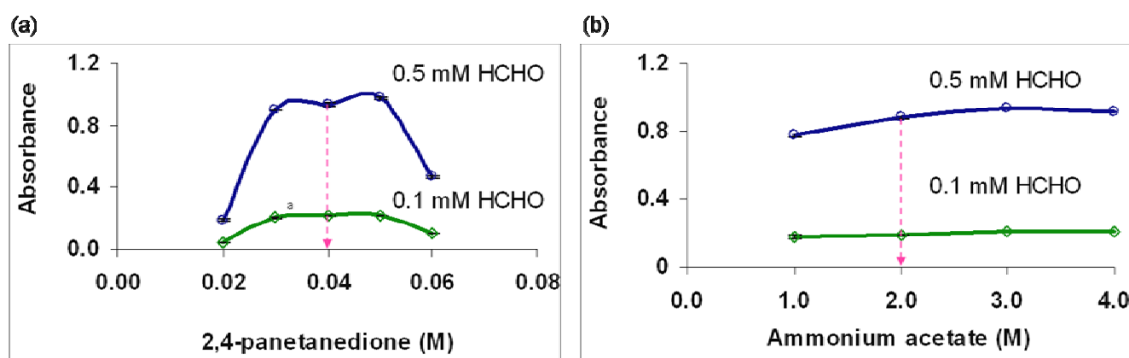 (a)
1.2
0.8
0.4
0.0
Absorbance
0.5 mM HCHO
0.1 mM HCHO
a
0.00 0.02 0.04 0.06 0.08
2,4-panetanedione (M)
(b)
1.2
0.8
0.4
0
Absorbance
0.5 mM HCHO
0.1 mM HCHO
0.0 1.0 2.0 3.0 4.0
Ammonium acetate (M)